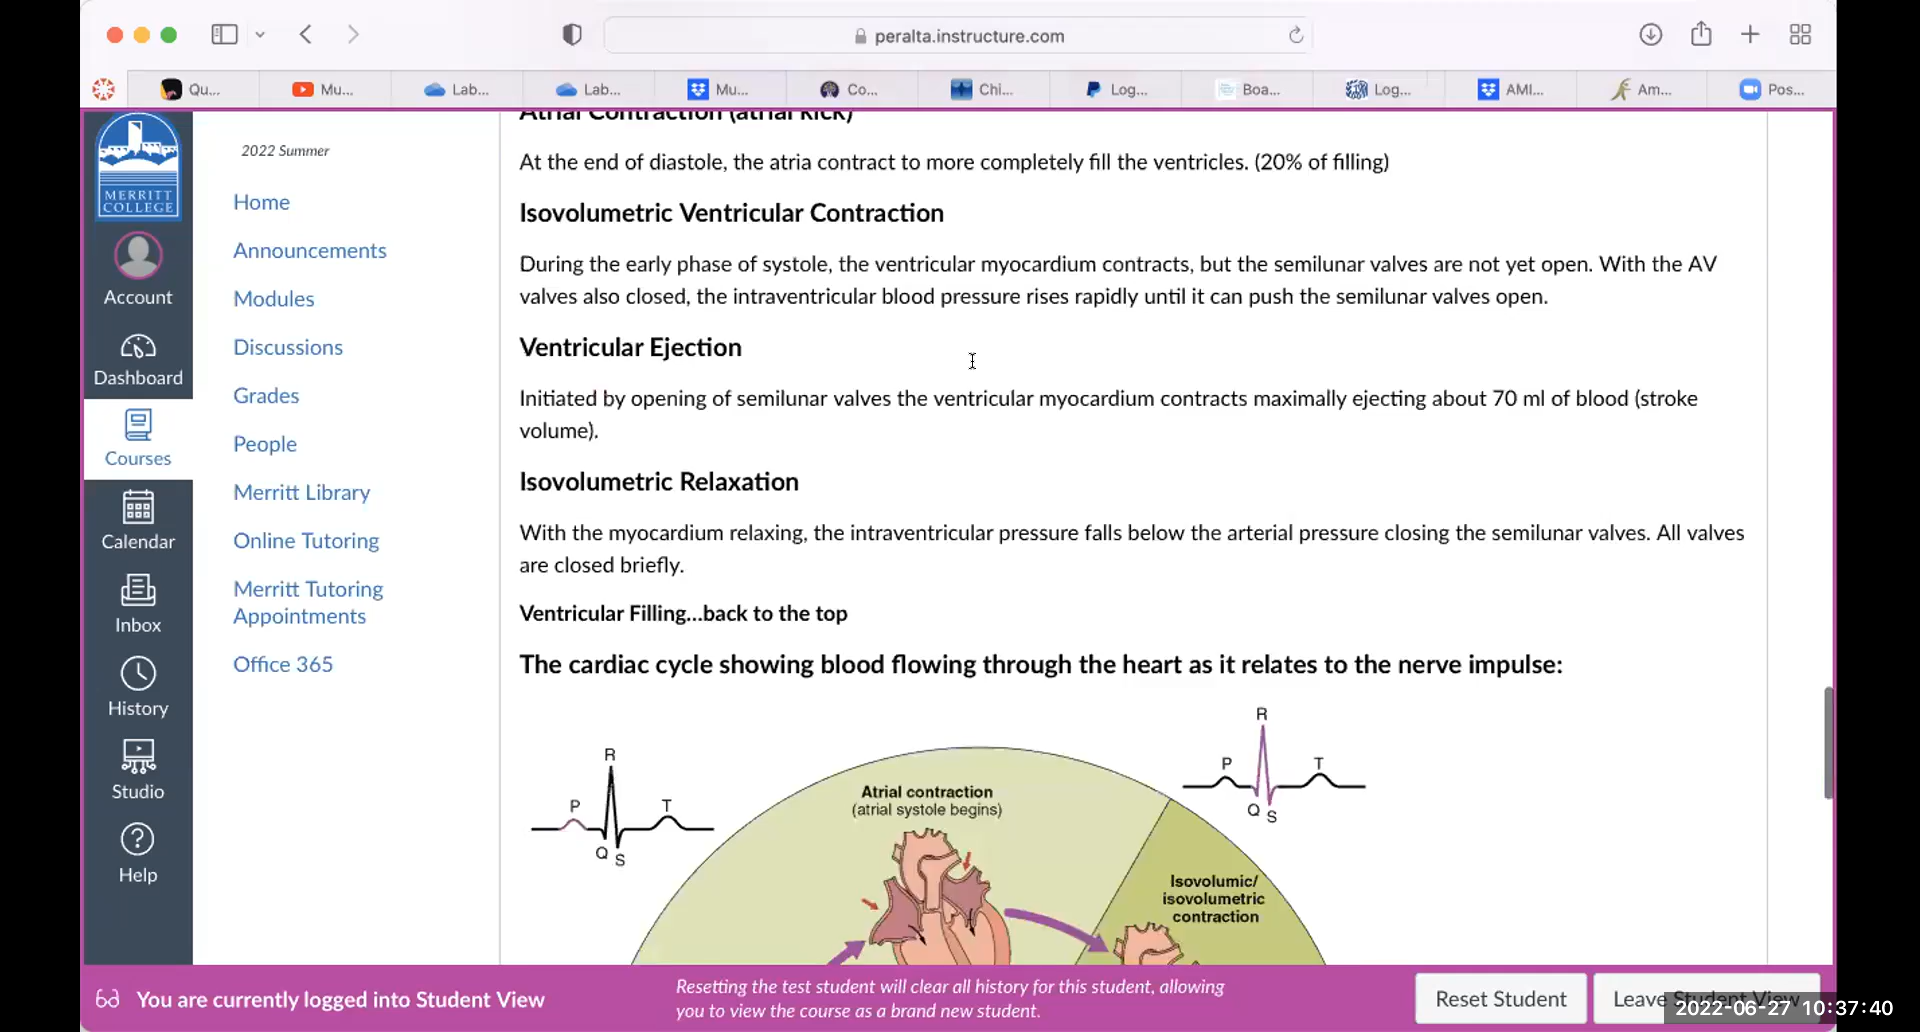 peralta.instructure.com
Qu...
Mu...
Lab...
Lab...
Mu...
Co...
Chi...
Log...
Boa...
Log...
AMI...
Am...
Pos...
MERRITT
COLLEGE
Account
Dashboard
Courses
Calendar
Inbox
History
Studio
Help
2022 Summer
Home
Announcements
Modules
Discussions
Grades
People
Merritt Library
Online Tutoring
Merritt Tutoring
Appointments
Office 365
Atrial Contraction (atrial kick)
At the end of diastole, the atria contract to more completely fill the ventricles. (20% of filling)
Isovolumetric Ventricular Contraction
During the early phase of systole, the ventricular myocardium contracts, but the semilunar valves are not yet open. With the AV
valves also closed, the intraventricular blood pressure rises rapidly until it can push the semilunar valves open.
Ventricular Ejection
Initiated by opening of semilunar valves the ventricular myocardium contracts maximally ejecting about 70 ml of blood (stroke
volume).
Isovolumetric Relaxation
With the myocardium relaxing, the intraventricular pressure falls below the arterial pressure closing the semilunar valves. All valves
are closed briefly.
Ventricular Filling...back to the top
The cardiac cycle showing blood flowing through the heart as it relates to the nerve impulse:
R
P
T
Q
S
Atrial contraction
(atrial systole begins)
R
P
T
Q
S
Isovolumic/
isovolumetric
contraction
You are currently logged into Student View
Resetting the test student will clear all history for this student, allowing
you to view the course as a brand new student.
Reset Student
Leave Student View
2022-06-27 10:37:40